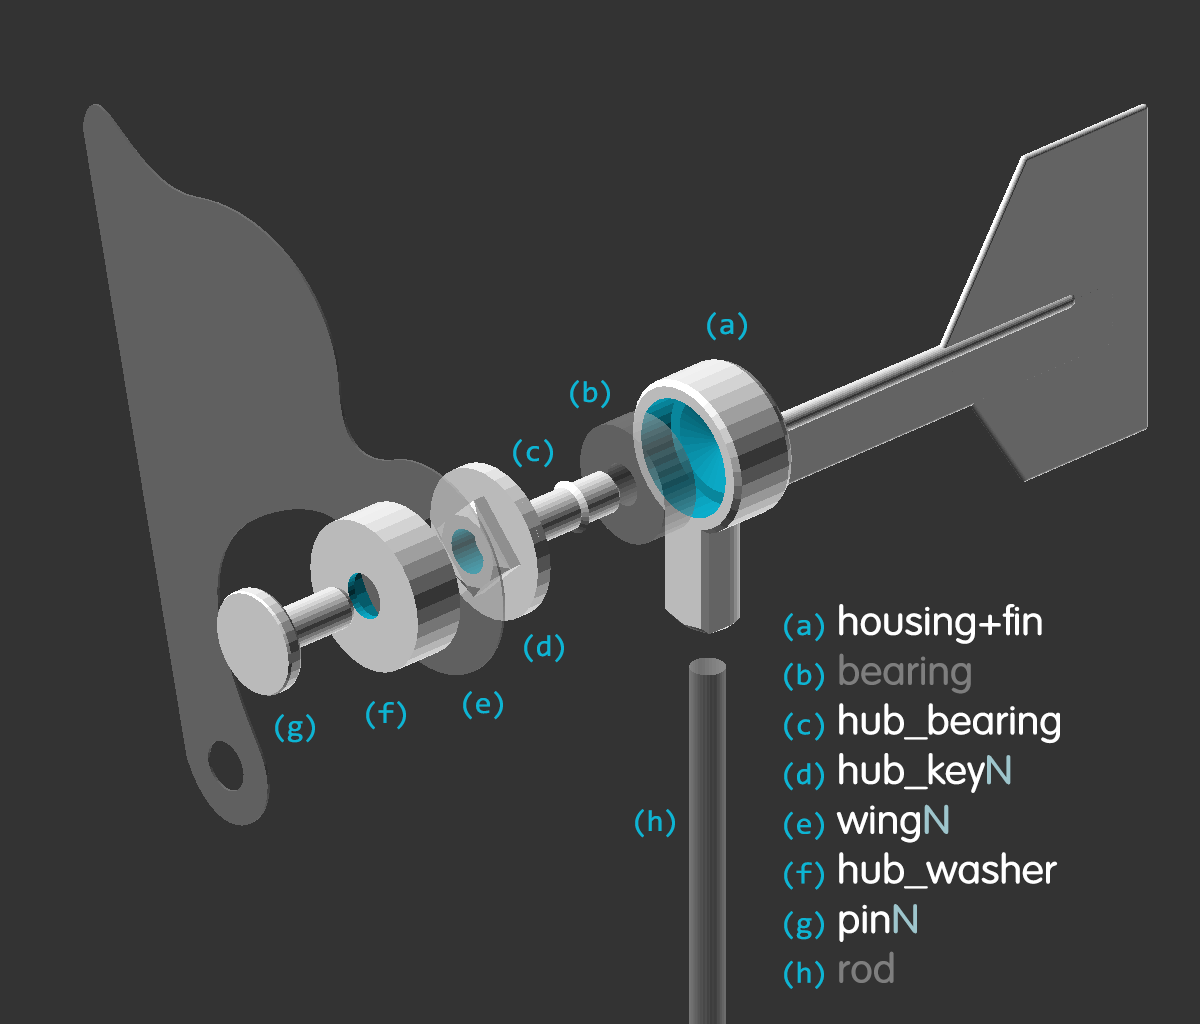 (a)
(b)
(c)
(d)
(e)
(f)
(g)
(h)
(a) housing+fin
(b) bearing
(c) hub_bearing
(d) hub_keyN
(e) wingN
(f) hub_washer
(g) pinN
(h) rod